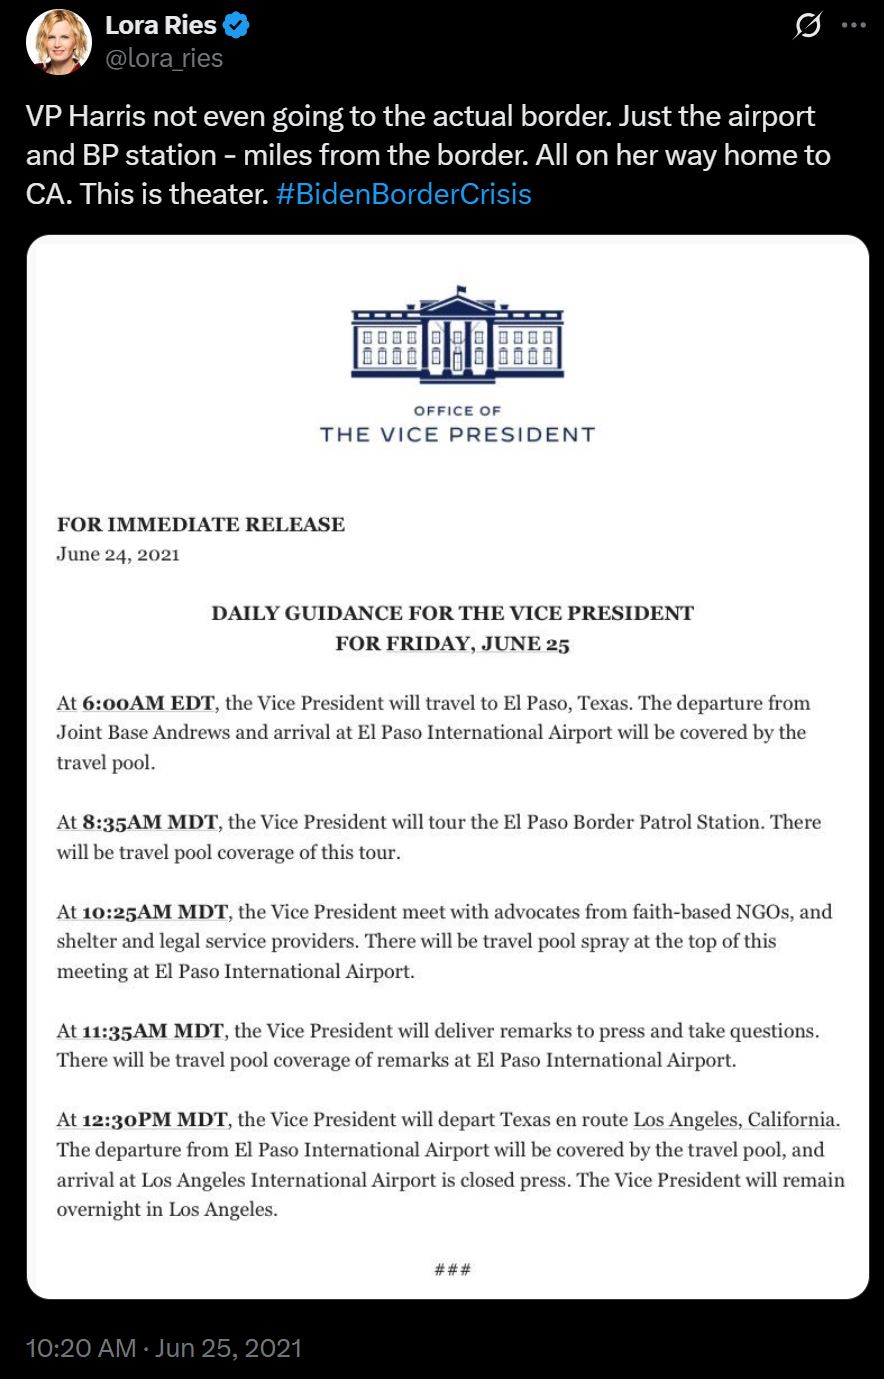 Lora Ries
@lora_ries
VP Harris not even going to the actual border. Just the airport
and BP station - miles from the border. All on her way home to
CA. This is theater. #BidenBorderCrisis
OFFICE OF
THE VICE PRESIDENT
FOR IMMEDIATE RELEASE
June 24, 2021
DAILY GUIDANCE FOR THE VICE PRESIDENT
FOR FRIDAY, JUNE 25
At 6:00AM EDT, the Vice President will travel to El Paso, Texas. The departure from
Joint Base Andrews and arrival at El Paso International Airport will be covered by the
travel pool.
At 8:35AM MDT, the Vice President will tour the El Paso Border Patrol Station. There
will be travel pool coverage of this tour.
At 10:25AM MDT, the Vice President meet with advocates from faith-based NGOs, and
shelter and legal service providers. There will be travel pool spray at the top of this
meeting at El Paso International Airport.
At 11:35AM MDT, the Vice President will deliver remarks to press and take questions.
There will be travel pool coverage of remarks at El Paso International Airport.
At 12:30PM MDT, the Vice President will depart Texas en route Los Angeles, California.
The departure from El Paso International Airport will be covered by the travel pool, and
arrival at Los Angeles International Airport is closed press. The Vice President will remain
overnight in Los Angeles.
###
10:20 AM · Jun 25, 2021